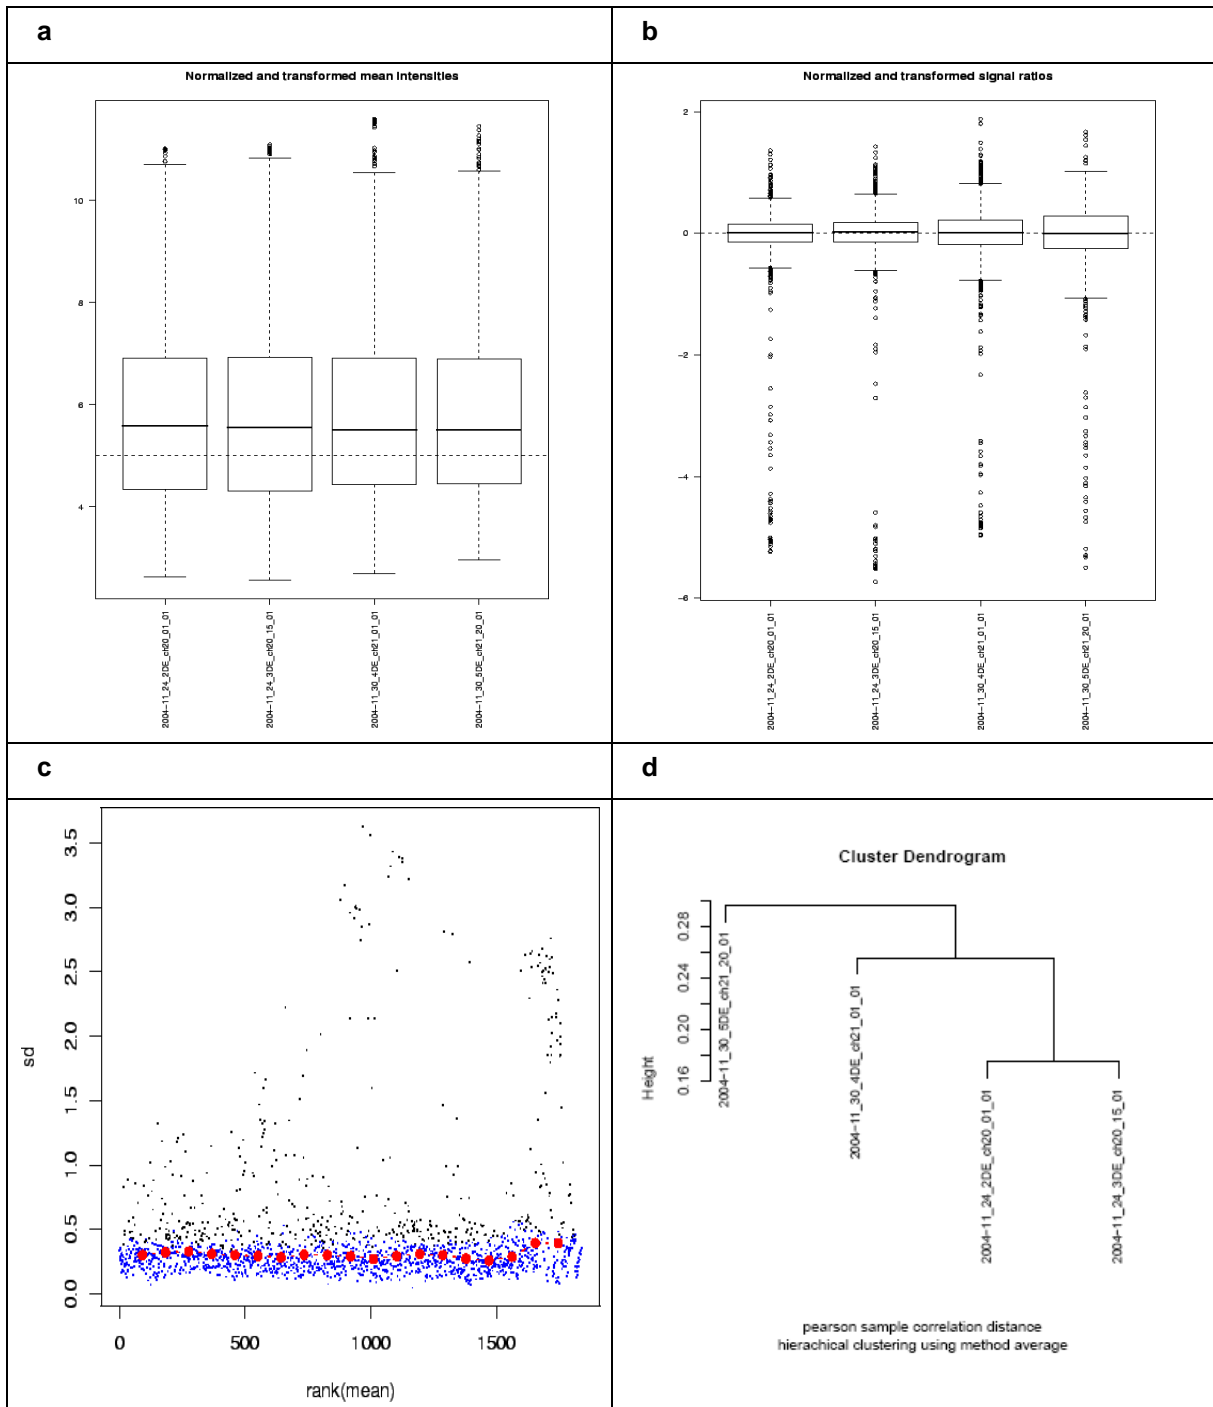 a
b
Normalized and transformed mean intensities
10
8
6
4
2004-11_24_2DE_ch20_01_01
2004-11_24_3DE_ch20_15_01
2004-11_30_4DE_ch21_01_01
2004-11_30_5DE_ch21_20_01
Normalized and transformed signal ratios
2
0
-2
-4
-6
2004-11_24_2DE_ch20_01_01
2004-11_24_3DE_ch20_15_01
2004-11_30_4DE_ch21_01_01
2004-11_30_5DE_ch21_20_01
c
d
sd
3.5
3.0
2.5
2.0
1.5
1.0
0.5
0.0
0 500 1000 1500
rank(mean)
Cluster Dendrogram
Height
0.28
0.24
0.20
0.16
2004-11_30_5DE_ch21_20_01
2004-11_30_4DE_ch21_01_01
2004-11_24_2DE_ch20_01_01
2004-11_24_3DE_ch20_15_01
pearson sample correlation distance
hierachical clustering using method average